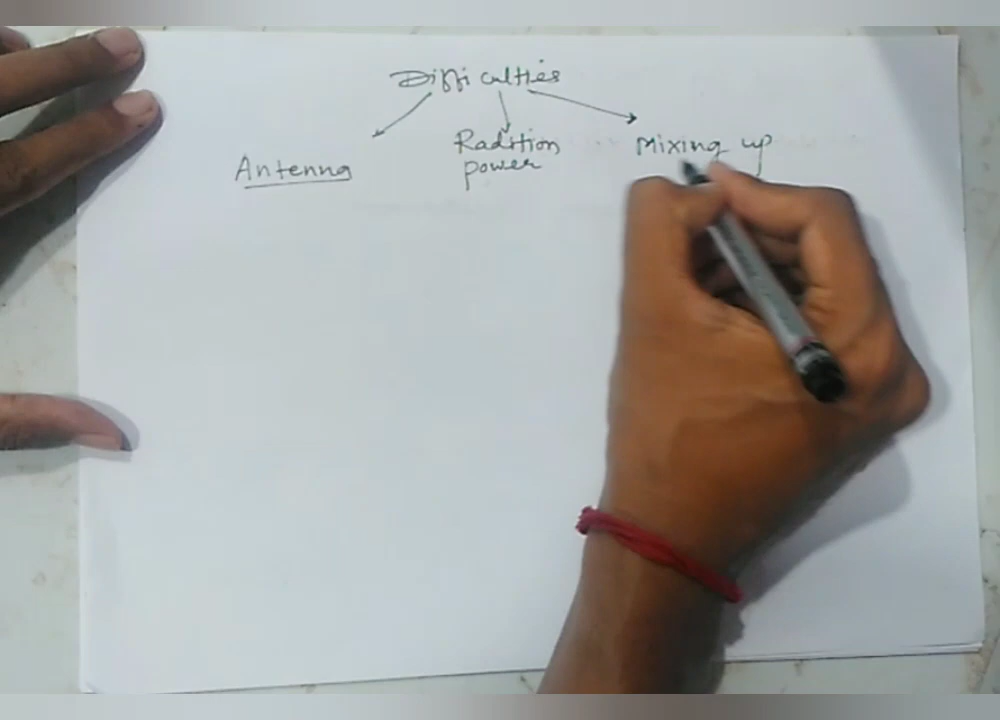 Difficulties
Antenna
Radition
power
Mixing up